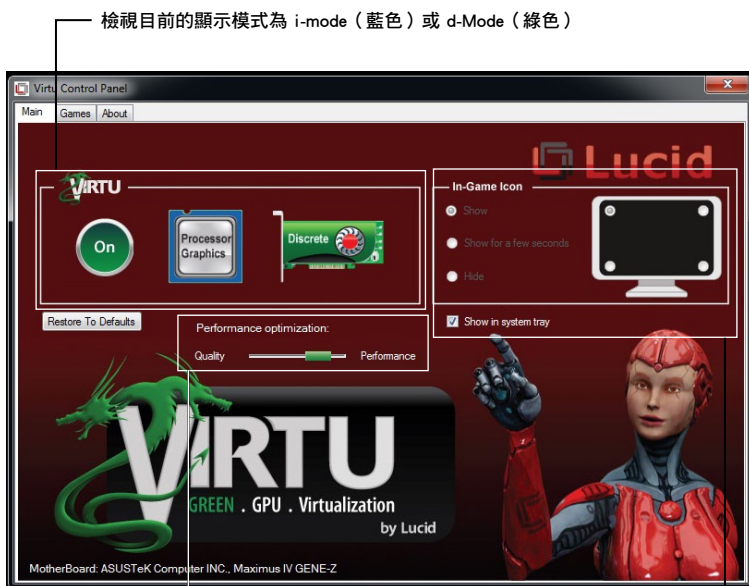 檢視目前的顯示模式為 i-mode（藍色）或 d-Mode（綠色）
Virtu Control Panel
Main Games About
Lucid
VIRTU
On
Processor Graphics
Discrete
In-Game Icon
Show
Show for a few seconds
Hide
Restore To Defaults
Show in system tray
Performance optimization:
Quality Performance
VIRTU
GREEN . GPU . Virtualization
by Lucid
MotherBoard: ASUSTeK Computer INC., Maximus IV GENE-Z